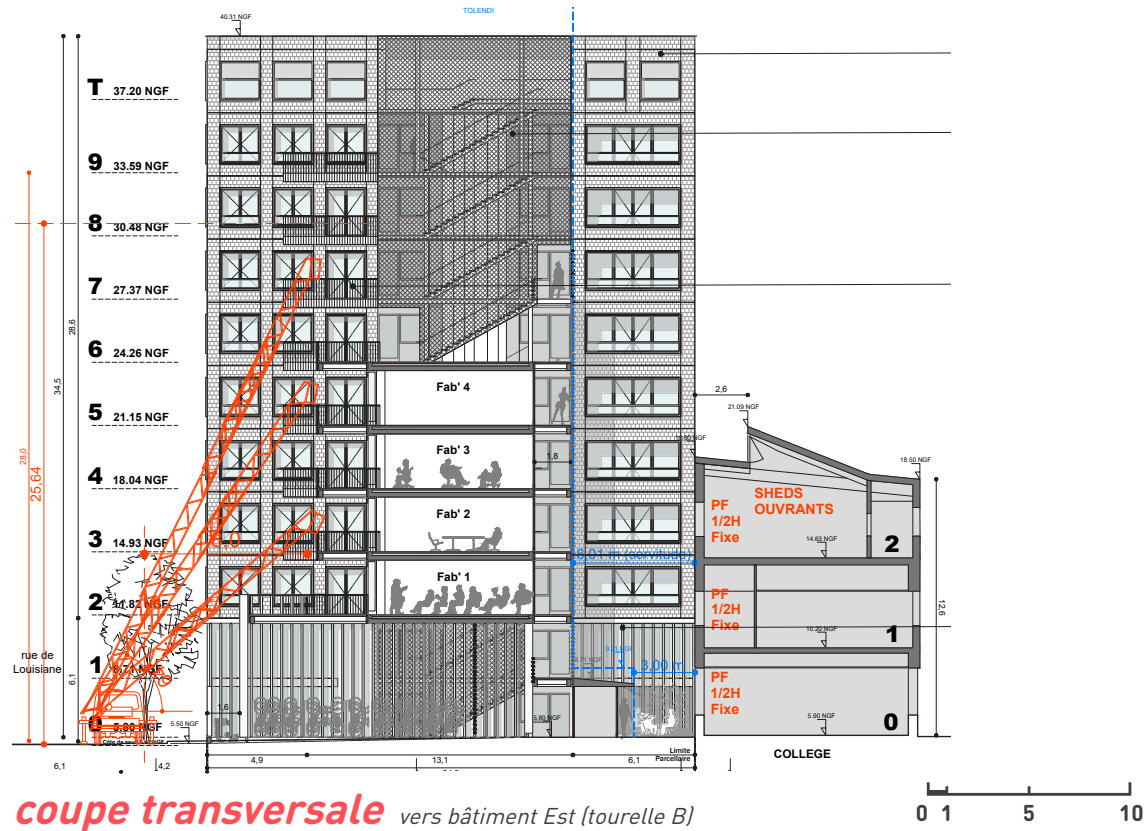 TOLENDI
40.31 NGF
T 37.20 NGF
9 33.59 NGF
8 30.48 NGF
7 27.37 NGF
6 24.26 NGF
5 21.15 NGF
4 18.04 NGF
3 14.93 NGF
2 11.82 NGF
1
0
28,0
25,64
34,5
28,6
6,1
rue de
Louisiane
5.50 NGF
1,6
Fab' 4
Fab' 3
Fab' 2
Fab' 1
1,8
6,0
6,01 m (servitude)
3,00 m
8.71 NGF
5.80 NGF
2,6
21.09 NGF
18.50 NGF
SHEDS
OUVRANTS
PF
1/2H
Fixe
14.63 NGF
2
PF
1/2H
Fixe
10.20 NGF
1
PF
1/2H
Fixe
5.90 NGF
0
12,6
COLLEGE
Limite
Parcellaire
4,9
13,1
6,1
6,1
4,2
coupe transversale vers bâtiment Est (tourelle B)
0 1 5 10